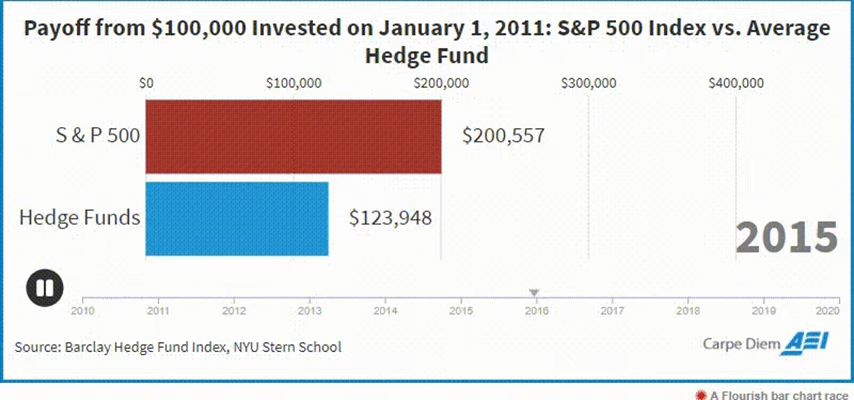 Payoff from $100,000 Invested on January 1, 2011: S&P 500 Index vs. Average
Hedge Fund
$0 $100,000 $200,000 $300,000 $400,000
S & P 500 $200,557
Hedge Funds $123,948
2015
2010 2011 2012 2013 2014 2015 2016 2017 2018 2019 2020
Source: Barclay Hedge Fund Index, NYU Stern School
Carpe Diem AEI
A Flourish bar chart race